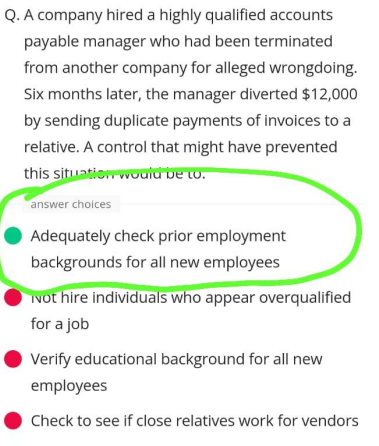 Q. A company hired a highly qualified accounts
payable manager who had been terminated
from another company for alleged wrongdoing.
Six months later, the manager diverted $12,000
by sending duplicate payments of invoices to a
relative. A control that might have prevented
this situation would be to:
answer choices
Adequately check prior employment
backgrounds for all new employees
Not hire individuals who appear overqualified
for a job
Verify educational background for all new
employees
Check to see if close relatives work for vendors